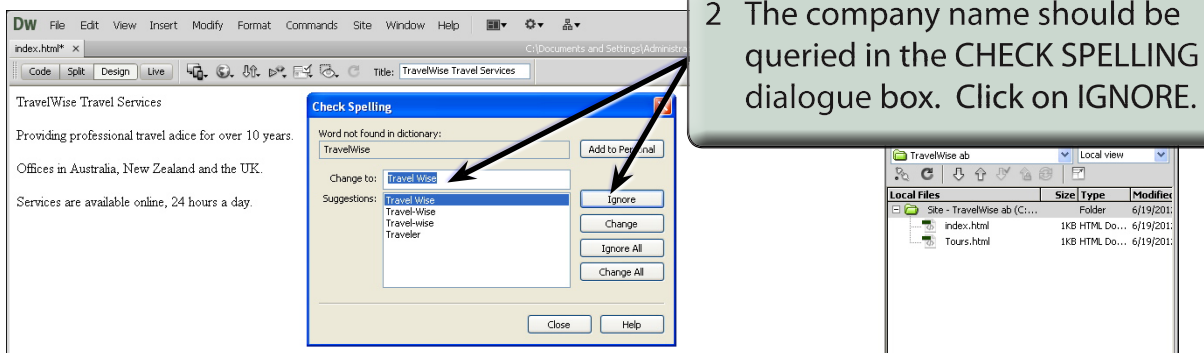 DW File Edit View Insert Modify Format Commands Site Window Help
index.html* × C:\Documents and Settings\Administra
Code Split Design Live Title: TravelWise Travel Services
TravelWise Travel Services
Providing professional travel adice for over 10 years.
Offices in Australia, New Zealand and the UK.
Services are available online, 24 hours a day.
Check Spelling
Word not found in dictionary:
TravelWise Add to Personal
Change to: Travel Wise
Suggestions: Travel Wise Ignore
Travel-Wise
Travel-wise Change
Traveler
Ignore All
Change All
Close Help
2 The company name should be
queried in the CHECK SPELLING
dialogue box. Click on IGNORE.
TravelWise ab Local view
Local Files Size Type Modified
Site - TravelWise ab (C:... Folder 6/19/201
index.html 1KB HTML Do... 6/19/201
Tours.html 1KB HTML Do... 6/19/201